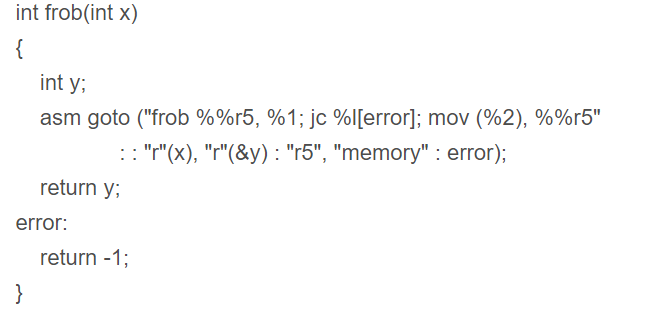 int frob(int x)
{
int y;
asm goto ("frob %%r5, %1; jc %l[error]; mov (%2), %%r5"
: : "r"(x), "r"(&y) : "r5", "memory" : error);
return y;
error:
return -1;
}